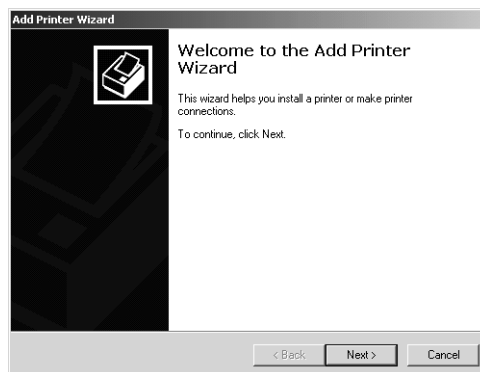 Add Printer Wizard
Welcome to the Add Printer
Wizard
This wizard helps you install a printer or make printer
connections.
To continue, click Next.
< Back
Next >
Cancel